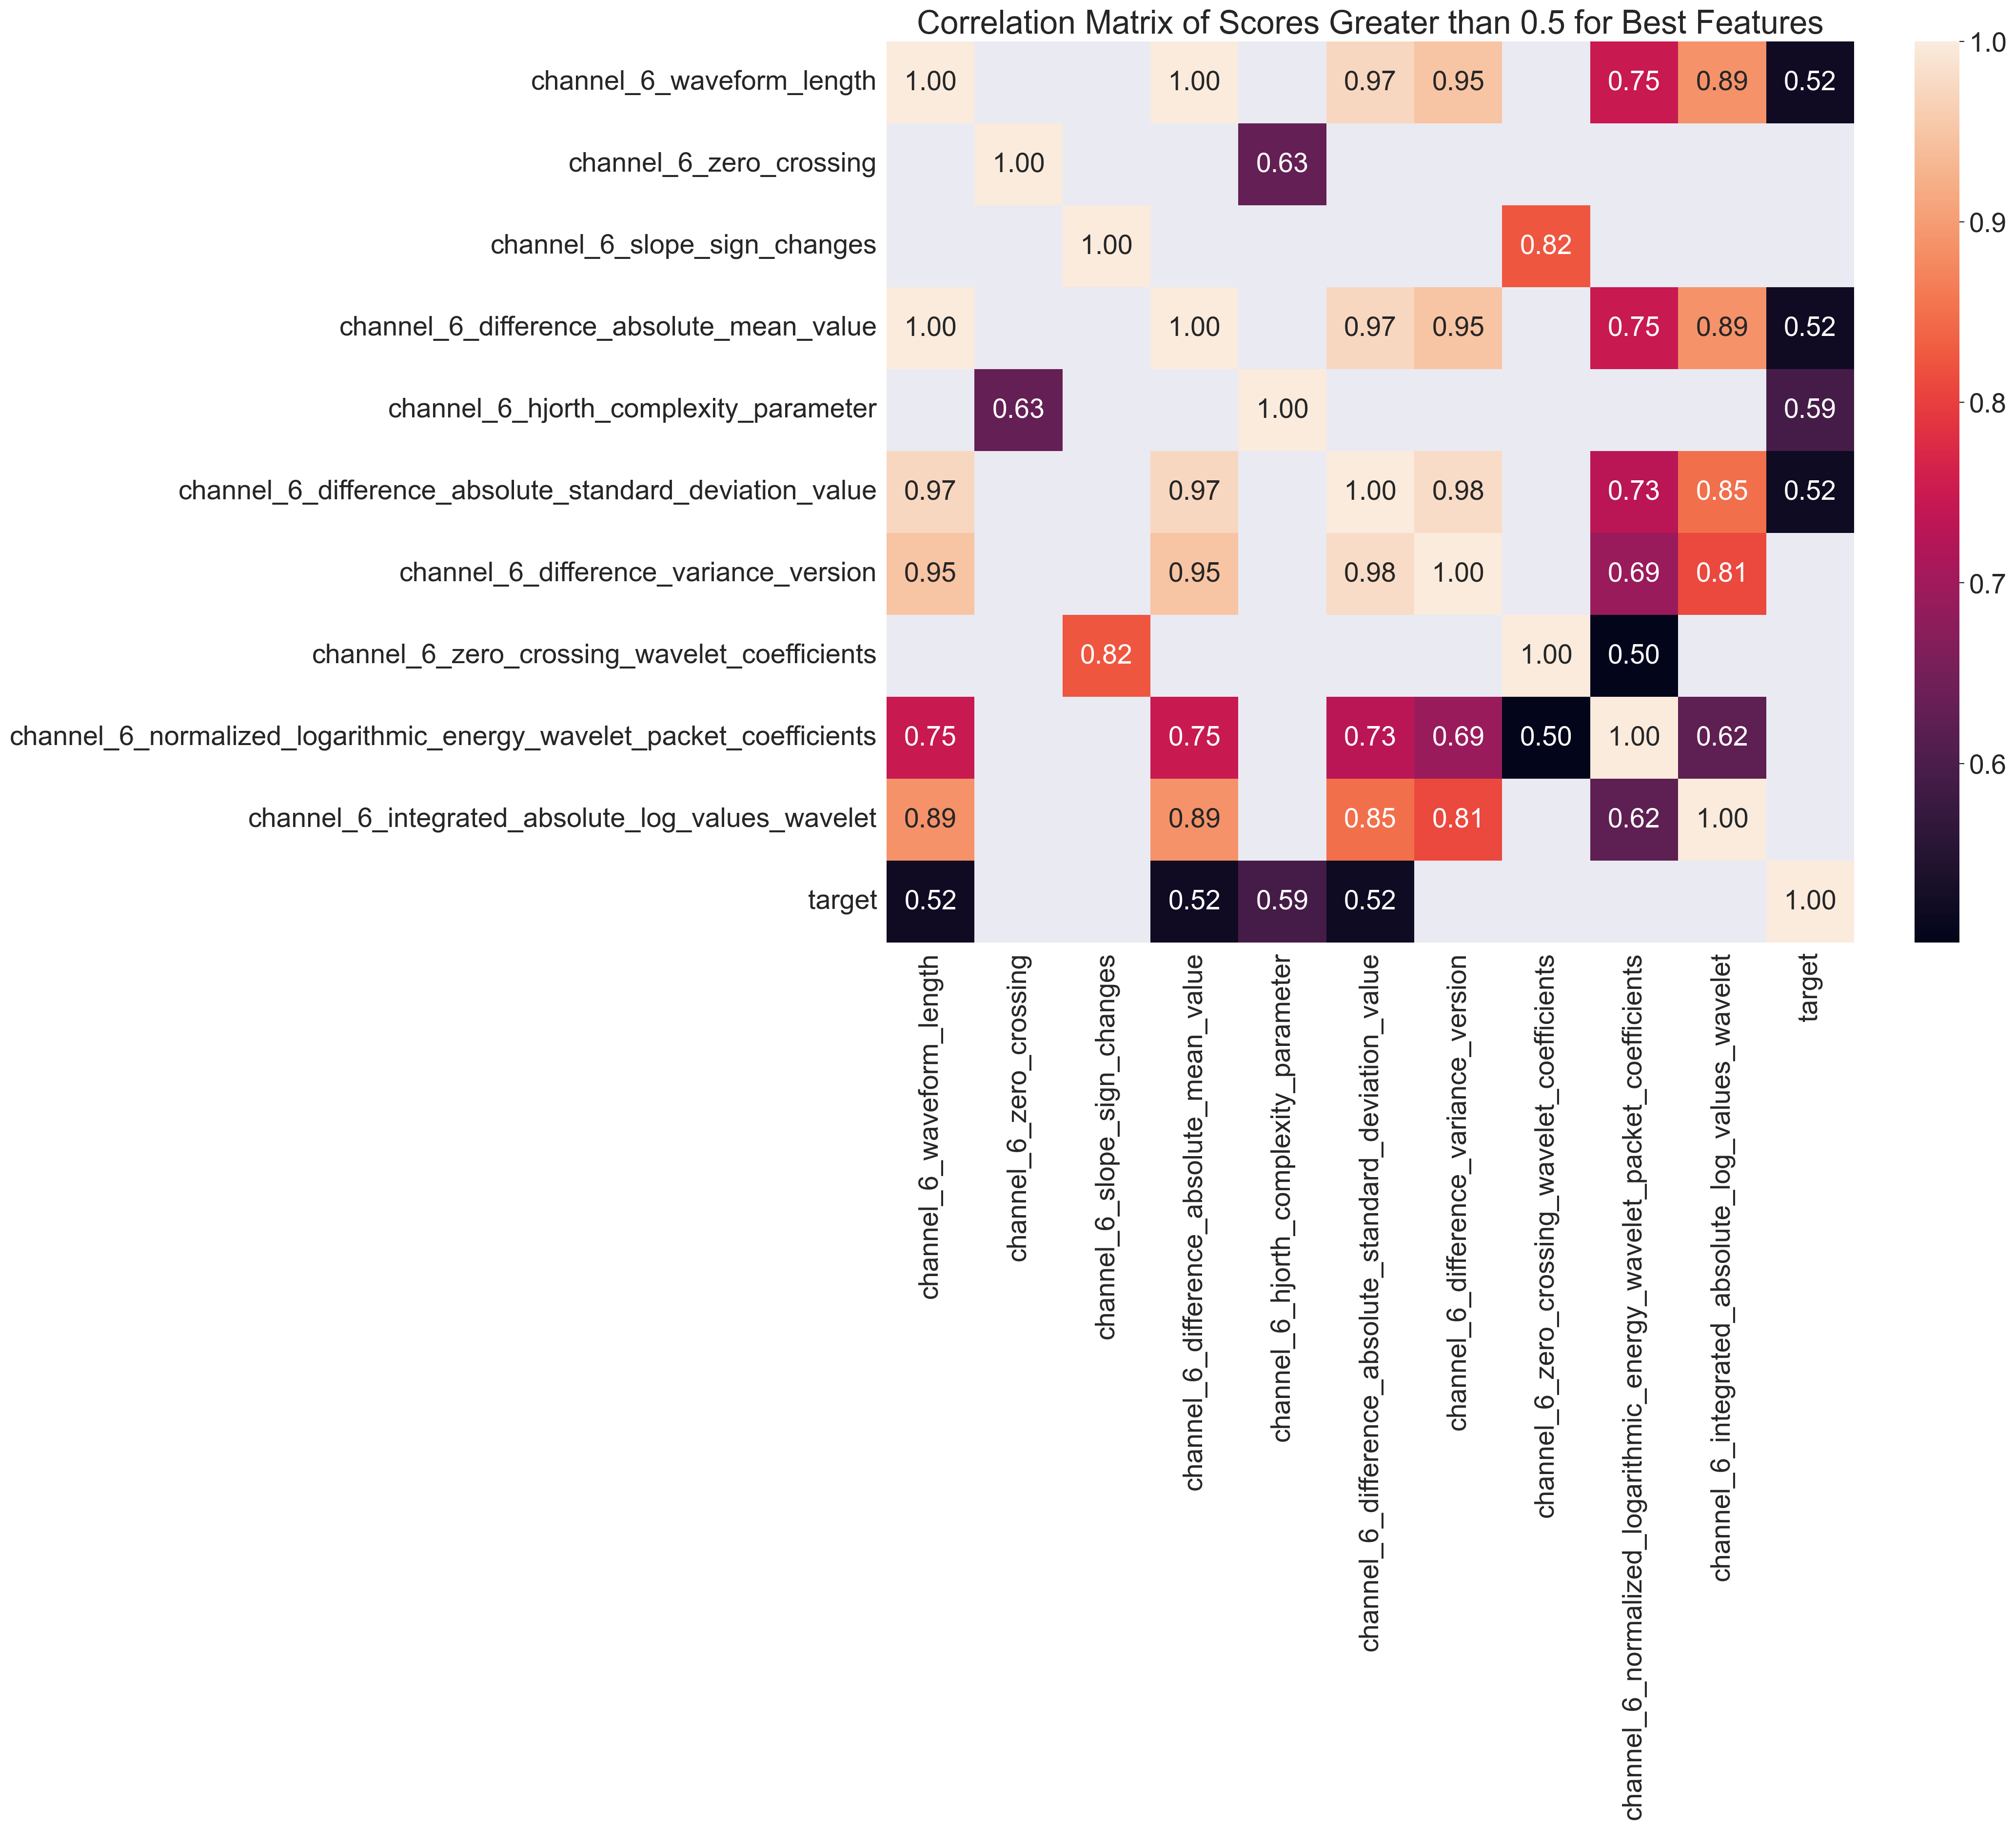 Correlation Matrix of Scores Greater than 0.5 for Best Features
channel_6_waveform_length 1.00 1.00 0.97 0.95 0.75 0.89 0.52
channel_6_zero_crossing 1.00 0.63
channel_6_slope_sign_changes 1.00 0.82
channel_6_difference_absolute_mean_value 1.00 1.00 0.97 0.95 0.75 0.89 0.52
channel_6_hjorth_complexity_parameter 0.63 1.00 0.59
channel_6_difference_absolute_standard_deviation_value 0.97 0.97 1.00 0.98 0.73 0.85 0.52
channel_6_difference_variance_version 0.95 0.95 0.98 1.00 0.69 0.81
channel_6_zero_crossing_wavelet_coefficients 0.82 1.00 0.50
channel_6_normalized_logarithmic_energy_wavelet_packet_coefficients 0.75 0.75 0.73 0.69 0.50 1.00 0.62
channel_6_integrated_absolute_log_values_wavelet 0.89 0.89 0.85 0.81 0.62 1.00
target 0.52 0.52 0.59 0.52 1.00
channel_6_waveform_length
channel_6_zero_crossing
channel_6_slope_sign_changes
channel_6_difference_absolute_mean_value
channel_6_hjorth_complexity_parameter
channel_6_difference_absolute_standard_deviation_value
channel_6_difference_variance_version
channel_6_zero_crossing_wavelet_coefficients
channel_6_normalized_logarithmic_energy_wavelet_packet_coefficients
channel_6_integrated_absolute_log_values_wavelet
target
1.0
0.9
0.8
0.7
0.6